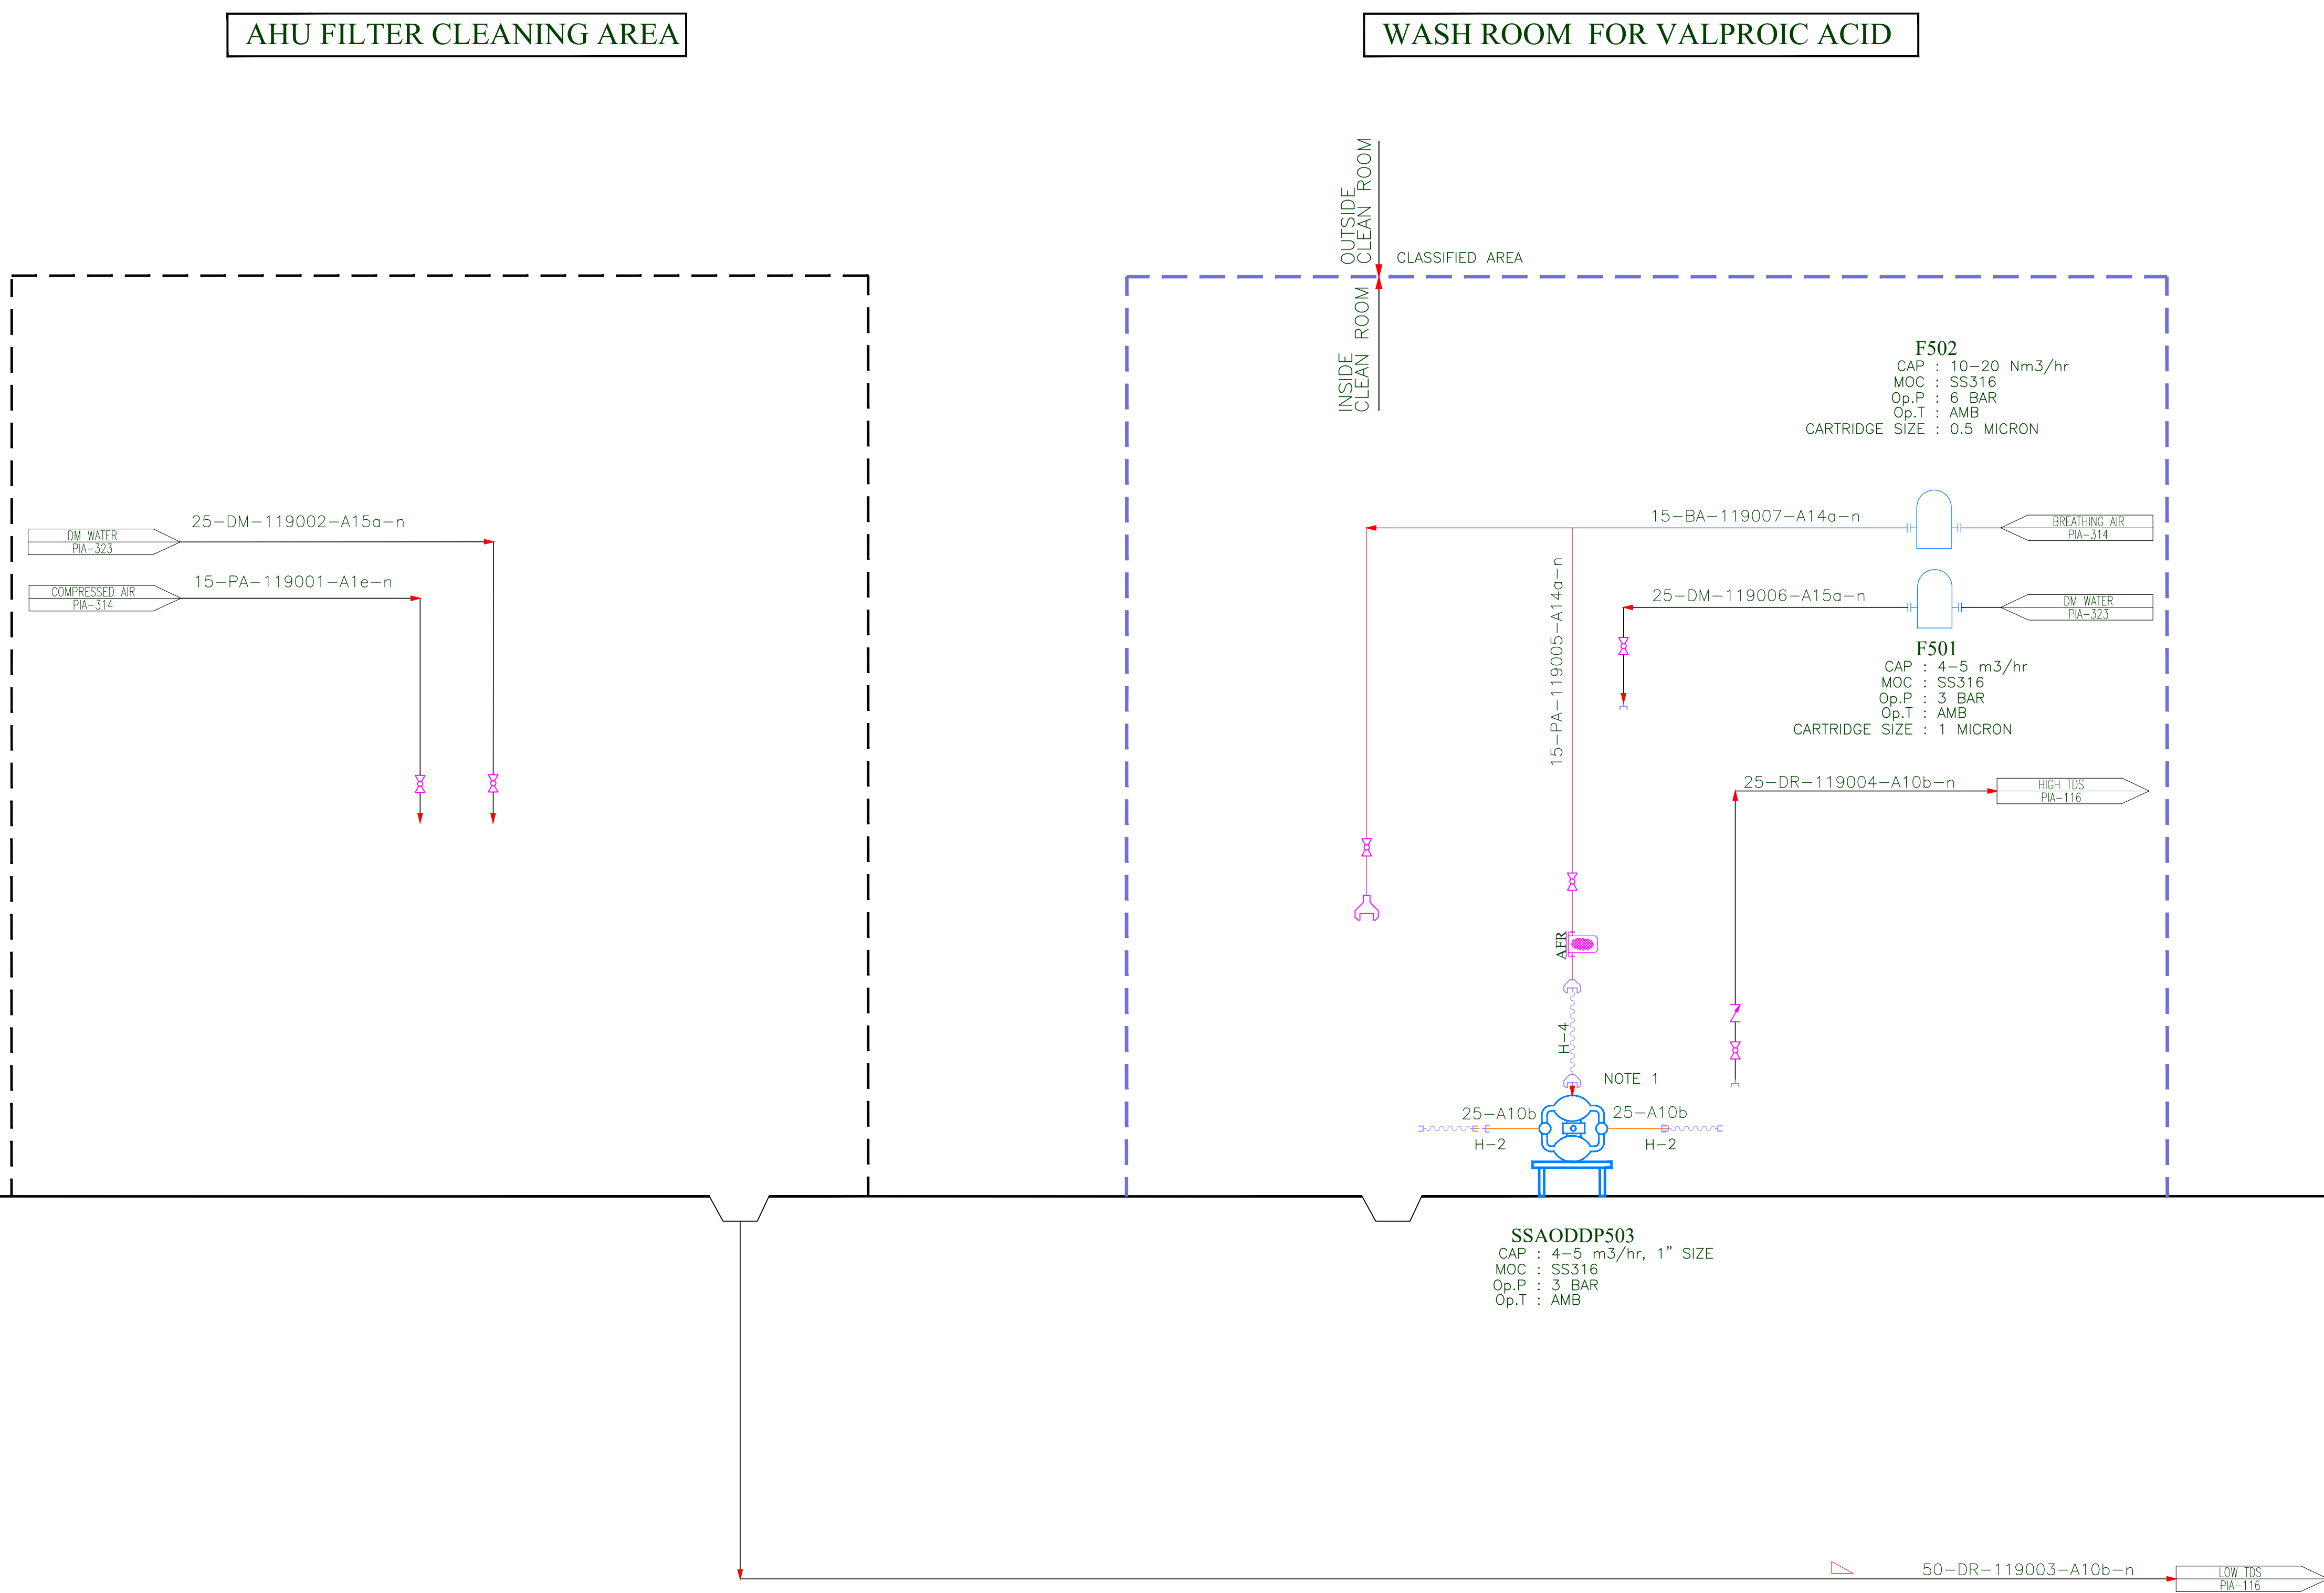 AHU FILTER CLEANING AREA
WASH ROOM FOR VALPROIC ACID
OUTSIDE
CLEAN ROOM
CLASSIFIED AREA
INSIDE
CLEAN ROOM
F502
CAP : 10-20 Nm3/hr
MOC : SS316
Op.P : 6 BAR
Op.T : AMB
CARTRIDGE SIZE : 0.5 MICRON
DM WATER
PIA-323
25-DM-119002-A15a-n
COMPRESSED AIR
PIA-314
15-PA-119001-A1e-n
15-BA-119007-A14a-n
BREATHING AIR
PIA-314
15-PA-119005-A14a-n
25-DM-119006-A15a-n
DM WATER
PIA-323
F501
CAP : 4-5 m3/hr
MOC : SS316
Op.P : 3 BAR
Op.T : AMB
CARTRIDGE SIZE : 1 MICRON
25-DR-119004-A10b-n
HIGH TDS
PIA-116
AFR
H-4
NOTE 1
25-A10b
25-A10b
H-2
H-2
SSAODDP503
CAP : 4-5 m3/hr, 1" SIZE
MOC : SS316
Op.P : 3 BAR
Op.T : AMB
50-DR-119003-A10b-n
LOW TDS
PIA-116